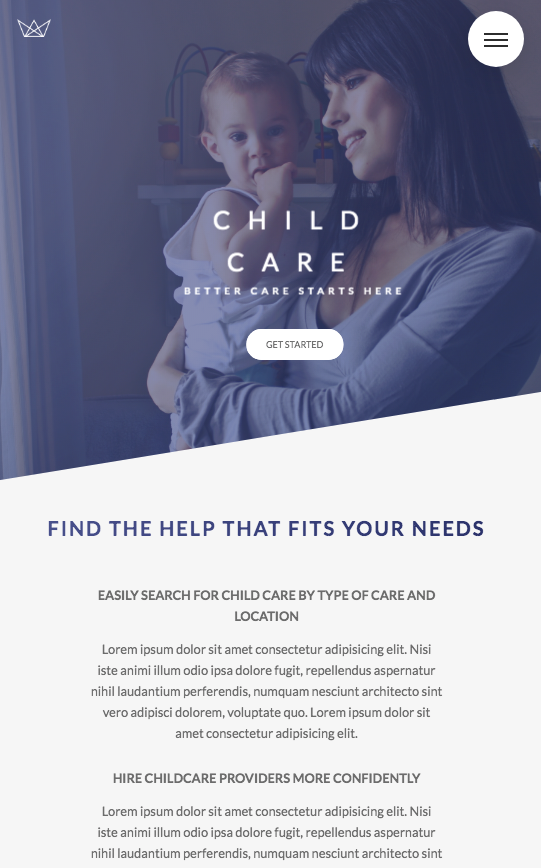 CHILD
CARE
BETTER CARE STARTS HERE
GET STARTED
FIND THE HELP THAT FITS YOUR NEEDS
EASILY SEARCH FOR CHILD CARE BY TYPE OF CARE AND
LOCATION
Lorem ipsum dolor sit amet consectetur adipisicing elit. Nisi
iste animi illum odio ipsa dolore fugit, repellendus aspernatur
nihil laudantium perferendis, numquam nesciunt architecto sint
vero adipisci dolorem, voluptate quo. Lorem ipsum dolor sit
amet consectetur adipisicing elit.
HIRE CHILDCARE PROVIDERS MORE CONFIDENTLY
Lorem ipsum dolor sit amet consectetur adipisicing elit. Nisi
iste animi illum odio ipsa dolore fugit, repellendus aspernatur
nihil laudantium perferendis, numquam nesciunt architecto sint